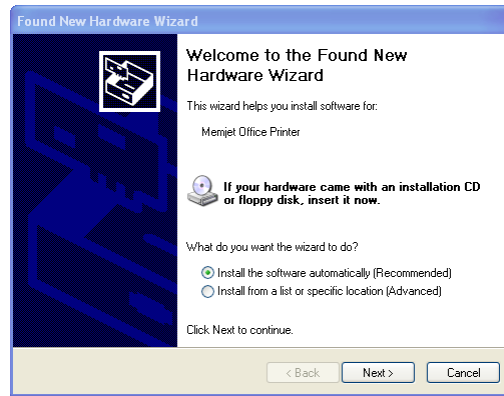 Found New Hardware Wizard
Welcome to the Found New
Hardware Wizard
This wizard helps you install software for:
Memjet Office Printer
If your hardware came with an installation CD
or floppy disk, insert it now.
What do you want the wizard to do?
Install the software automatically (Recommended)
Install from a list or specific location (Advanced)
Click Next to continue.
< Back
Next >
Cancel